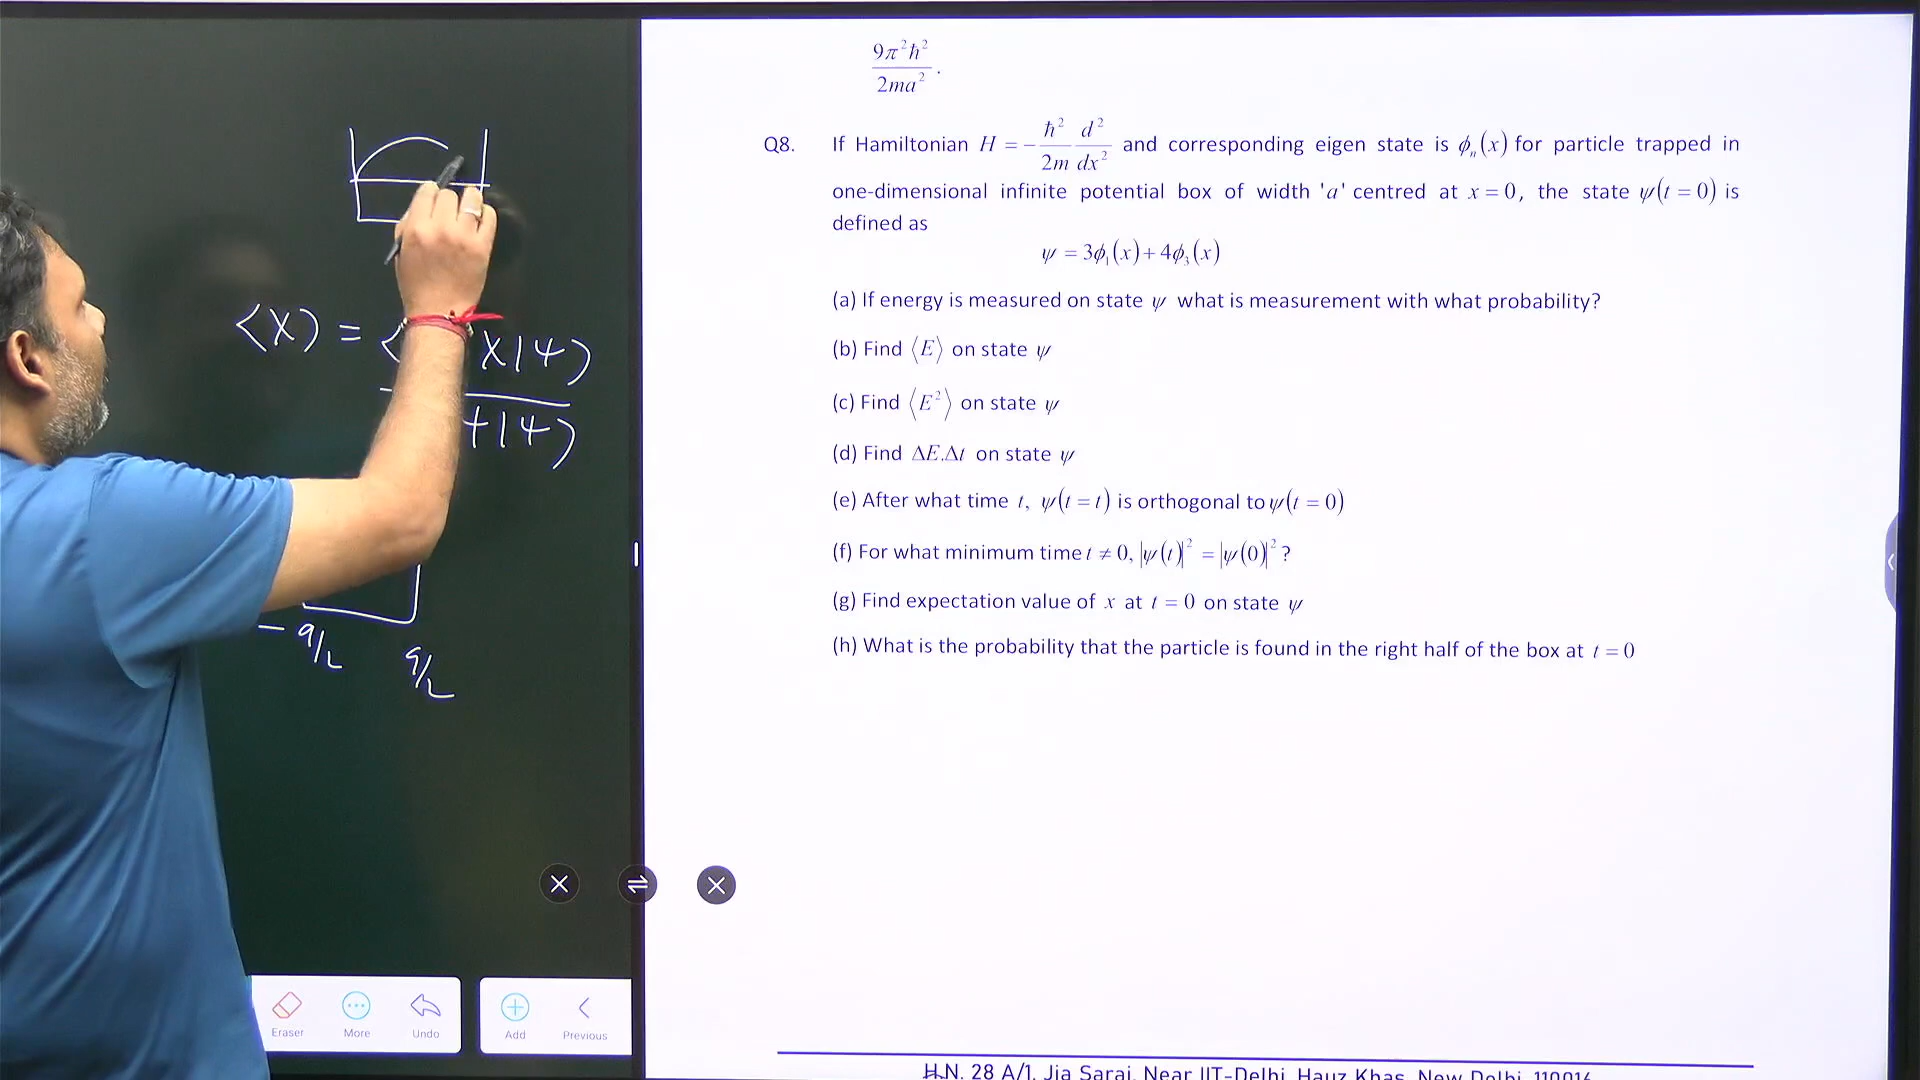 9π²ħ² / 2ma² .
Q8. If Hamiltonian H = − ħ²/2m d²/dx² and corresponding eigen state is ϕₙ(x) for particle trapped in
one-dimensional infinite potential box of width 'a' centred at x = 0, the state ψ(t = 0) is
defined as
ψ = 3ϕ₁(x) + 4ϕ₃(x)
(a) If energy is measured on state ψ what is measurement with what probability?
(b) Find ⟨E⟩ on state ψ
(c) Find ⟨E²⟩ on state ψ
(d) Find ΔE.Δt on state ψ
(e) After what time t, ψ(t = t) is orthogonal to ψ(t = 0)
(f) For what minimum time t ≠ 0, |ψ(t)|² = |ψ(0)|² ?
(g) Find expectation value of x at t = 0 on state ψ
(h) What is the probability that the particle is found in the right half of the box at t = 0
H.N. 28 A/1, Jia Sarai, Near IIT-Delhi, Hauz Khas, New Delhi, 110016
⟨X⟩ = ⟨ X|ψ⟩
|ψ⟩
− a/2
a/2
Eraser
More
Undo
Add
Previous